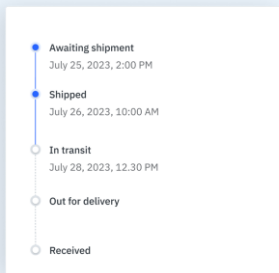 Awaiting shipment
July 25, 2023, 2:00 PM
Shipped
July 26, 2023, 10:00 AM
In transit
July 28, 2023, 12.30 PM
Out for delivery
Received